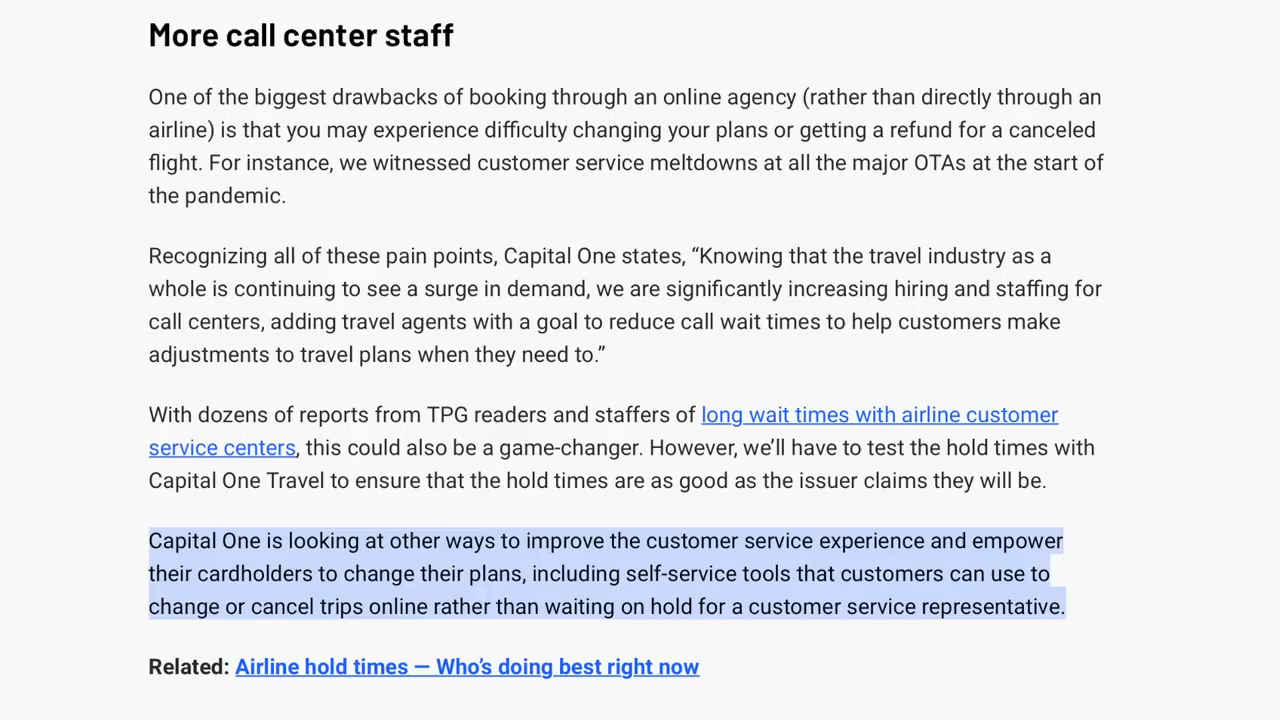 More call center staff
One of the biggest drawbacks of booking through an online agency (rather than directly through an
airline) is that you may experience difficulty changing your plans or getting a refund for a canceled
flight. For instance, we witnessed customer service meltdowns at all the major OTAs at the start of
the pandemic.
Recognizing all of these pain points, Capital One states, “Knowing that the travel industry as a
whole is continuing to see a surge in demand, we are significantly increasing hiring and staffing for
call centers, adding travel agents with a goal to reduce call wait times to help customers make
adjustments to travel plans when they need to.”
With dozens of reports from TPG readers and staffers of long wait times with airline customer
service centers, this could also be a game-changer. However, we’ll have to test the hold times with
Capital One Travel to ensure that the hold times are as good as the issuer claims they will be.
Capital One is looking at other ways to improve the customer service experience and empower
their cardholders to change their plans, including self-service tools that customers can use to
change or cancel trips online rather than waiting on hold for a customer service representative.
Related: Airline hold times — Who’s doing best right now